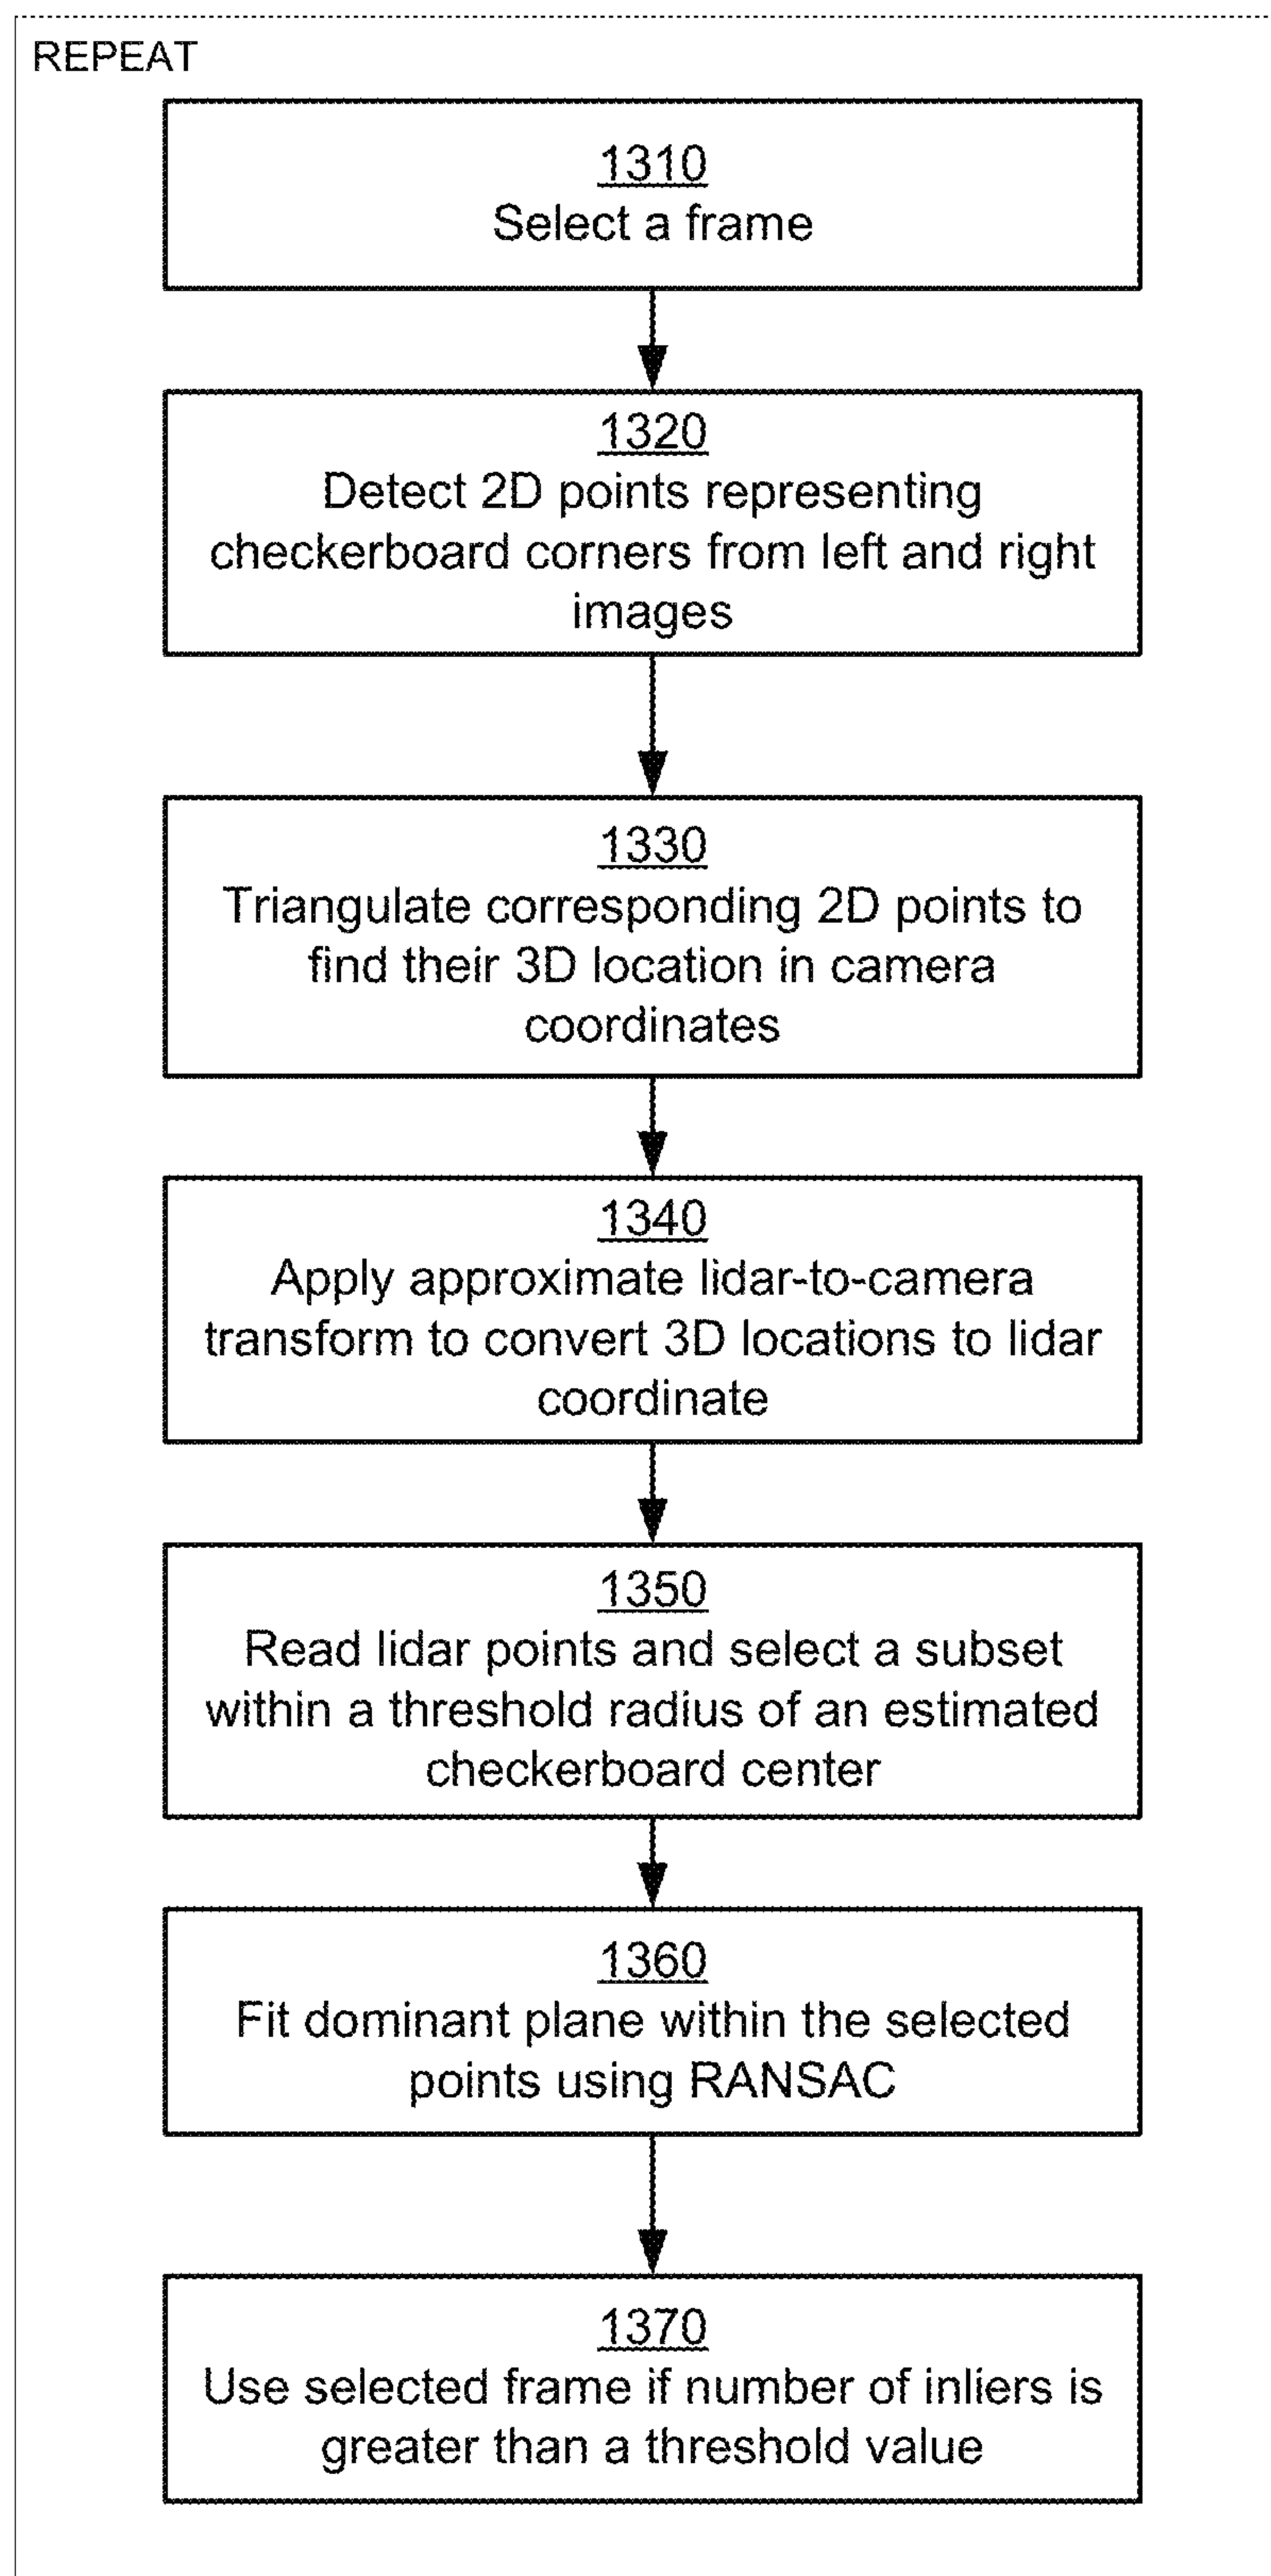 REPEAT
1310
Select a frame
1320
Detect 2D points representing
checkerboard corners from left and right
images
1330
Triangulate corresponding 2D points to
find their 3D location in camera
coordinates
1340
Apply approximate lidar-to-camera
transform to convert 3D locations to lidar
coordinate
1350
Read lidar points and select a subset
within a threshold radius of an estimated
checkerboard center
1360
Fit dominant plane within the selected
points using RANSAC
1370
Use selected frame if number of inliers is
greater than a threshold value